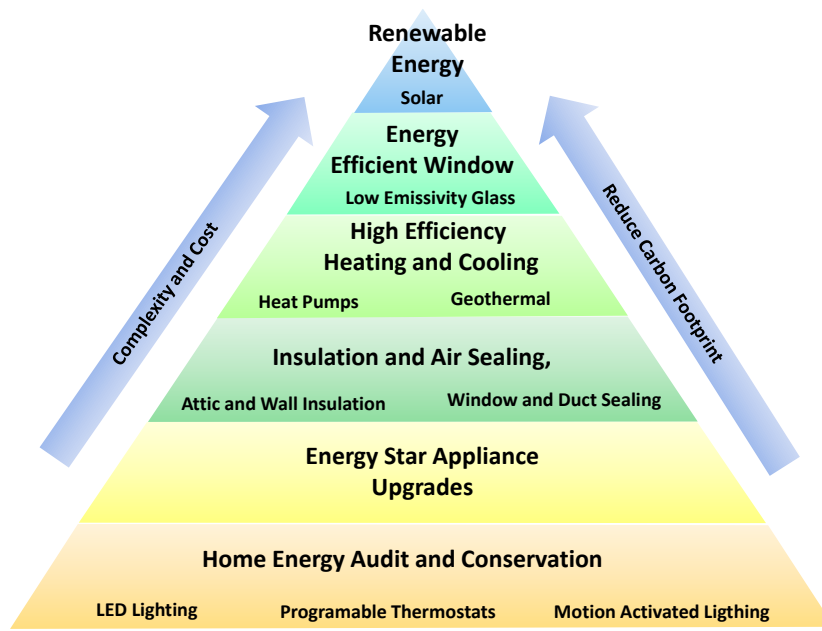 Renewable
Energy
Solar
Energy
Efficient Window
Low Emissivity Glass
High Efficiency
Heating and Cooling
Heat Pumps Geothermal
Insulation and Air Sealing,
Attic and Wall Insulation Window and Duct Sealing
Energy Star Appliance
Upgrades
Home Energy Audit and Conservation
LED Lighting Programable Thermostats Motion Activated Ligthing
Complexity and Cost
Reduce Carbon Footprint